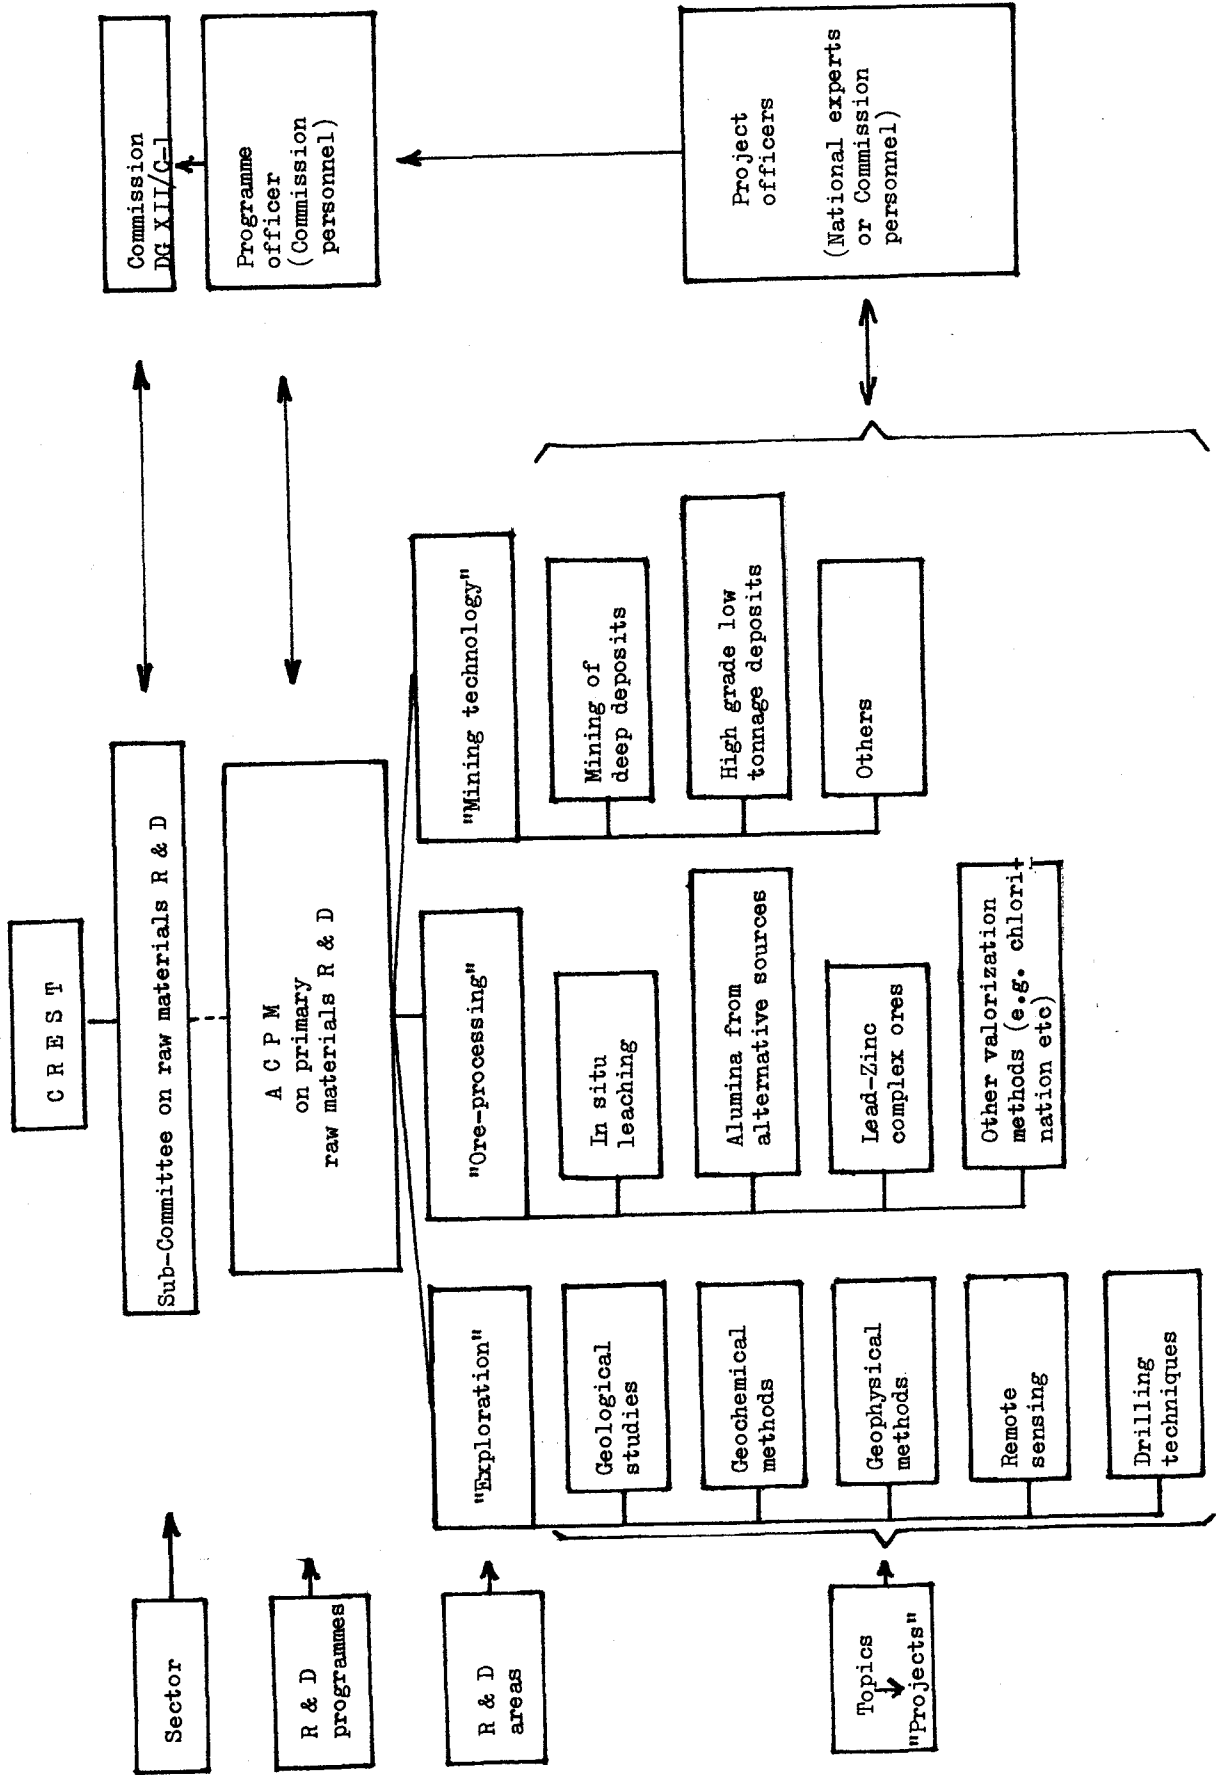 C R E S T
Sub-Committee on raw materials R & D
A C P M
on primary
raw materials R & D
Commission
DG XII/C-1
Programme
officer
(Commission
personnel)
Project
officers
(National experts
or Commission
personnel)
Sector
R & D
programmes
R & D
areas
Topics
"Projects"
"Exploration"
Geological
studies
Geochemical
methods
Geophysical
methods.
Remote
sensing
Drilling
techniques
"Ore-processing"
In situ
leaching
Alumina from
alternative sources
Lead-Zinc
complex ores
Other valorization
methods (e.g. chlori-
nation etc)
"Mining technology"
Mining of
deep deposits
High grade low
tonnage deposits
Others